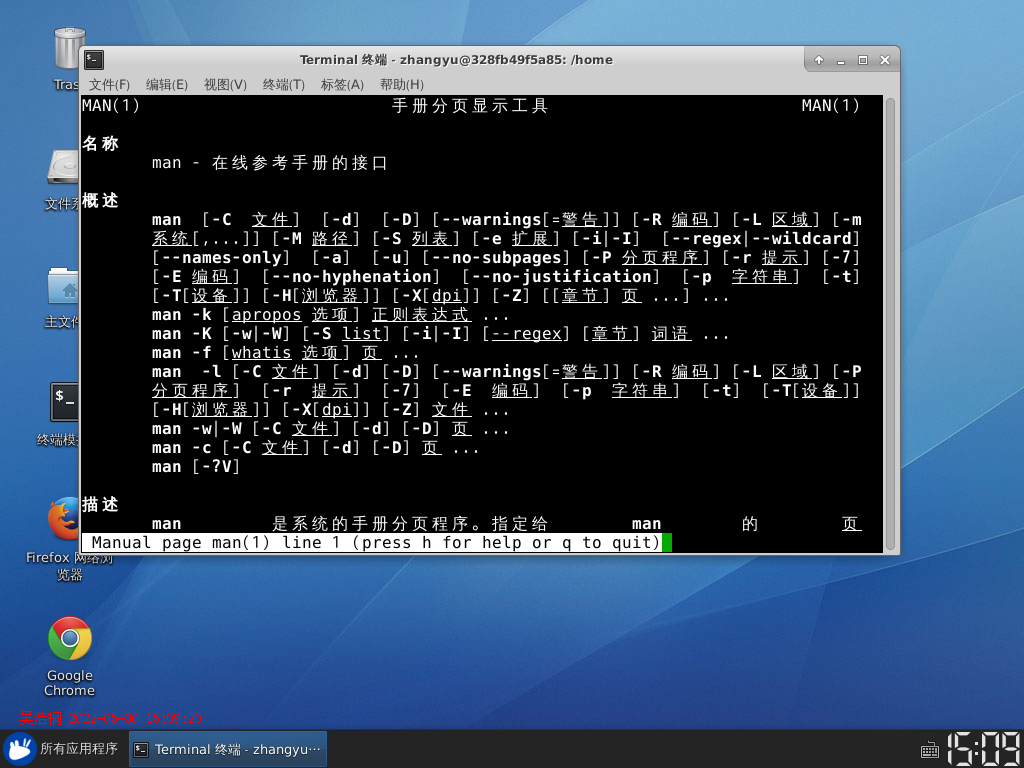 Terminal 终端 - zhangyu@328fb49f5a85: /home
文件(F) 编辑(E) 视图(V) 终端(T) 标签(A) 帮助(H)
MAN(1) 手册分页显示工具 MAN(1)
名称
man - 在线参考手册的接口
概述
man [-C 文件] [-d] [-D] [--warnings[=警告]] [-R 编码] [-L 区域] [-m
系统[,...]] [-M 路径] [-S 列表] [-e 扩展] [-i|-I] [--regex|--wildcard]
[--names-only] [-a] [-u] [--no-subpages] [-P 分页程序] [-r 提示] [-7]
[-E 编码] [--no-hyphenation] [--no-justification] [-p 字符串] [-t]
[-T[设备]] [-H[浏览器]] [-X[dpi]] [-Z] [[章节] 页 ...] ...
man -k [apropos 选项] 正则表达式 ...
man -K [-w|-W] [-S list] [-i|-I] [--regex] [章节] 词语 ...
man -f [whatis 选项] 页 ...
man -l [-C 文件] [-d] [-D] [--warnings[=警告]] [-R 编码] [-L 区域] [-P
分页程序] [-r 提示] [-7] [-E 编码] [-p 字符串] [-t] [-T[设备]]
[-H[浏览器]] [-X[dpi]] [-Z] 文件 ...
man -w|-W [-C 文件] [-d] [-D] 页 ...
man -c [-C 文件] [-d] [-D] 页 ...
man [-?V]
描述
man 是系统的手册分页程序。指定给 man 的 页
Manual page man(1) line 1 (press h for help or q to quit)
Tras
文件系
主文件
终端模
Firefox 网络浏
览器
Google
Chrome
所有应用程序
Terminal 终端 - zhangyu···
15:09